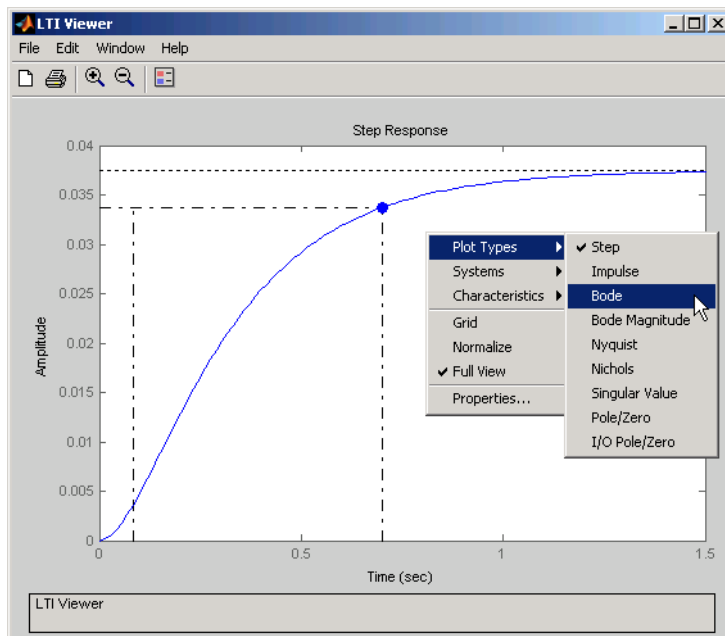 LTI Viewer
File Edit Window Help
Step Response
0.04
0.035
0.03
0.025
0.02
0.015
0.01
0.005
0
Amplitude
0 0.5 1 1.5
Time (sec)
Plot Types
Systems
Characteristics
Grid
Normalize
Full View
Properties...
Step
Impulse
Bode
Bode Magnitude
Nyquist
Nichols
Singular Value
Pole/Zero
I/O Pole/Zero
LTI Viewer